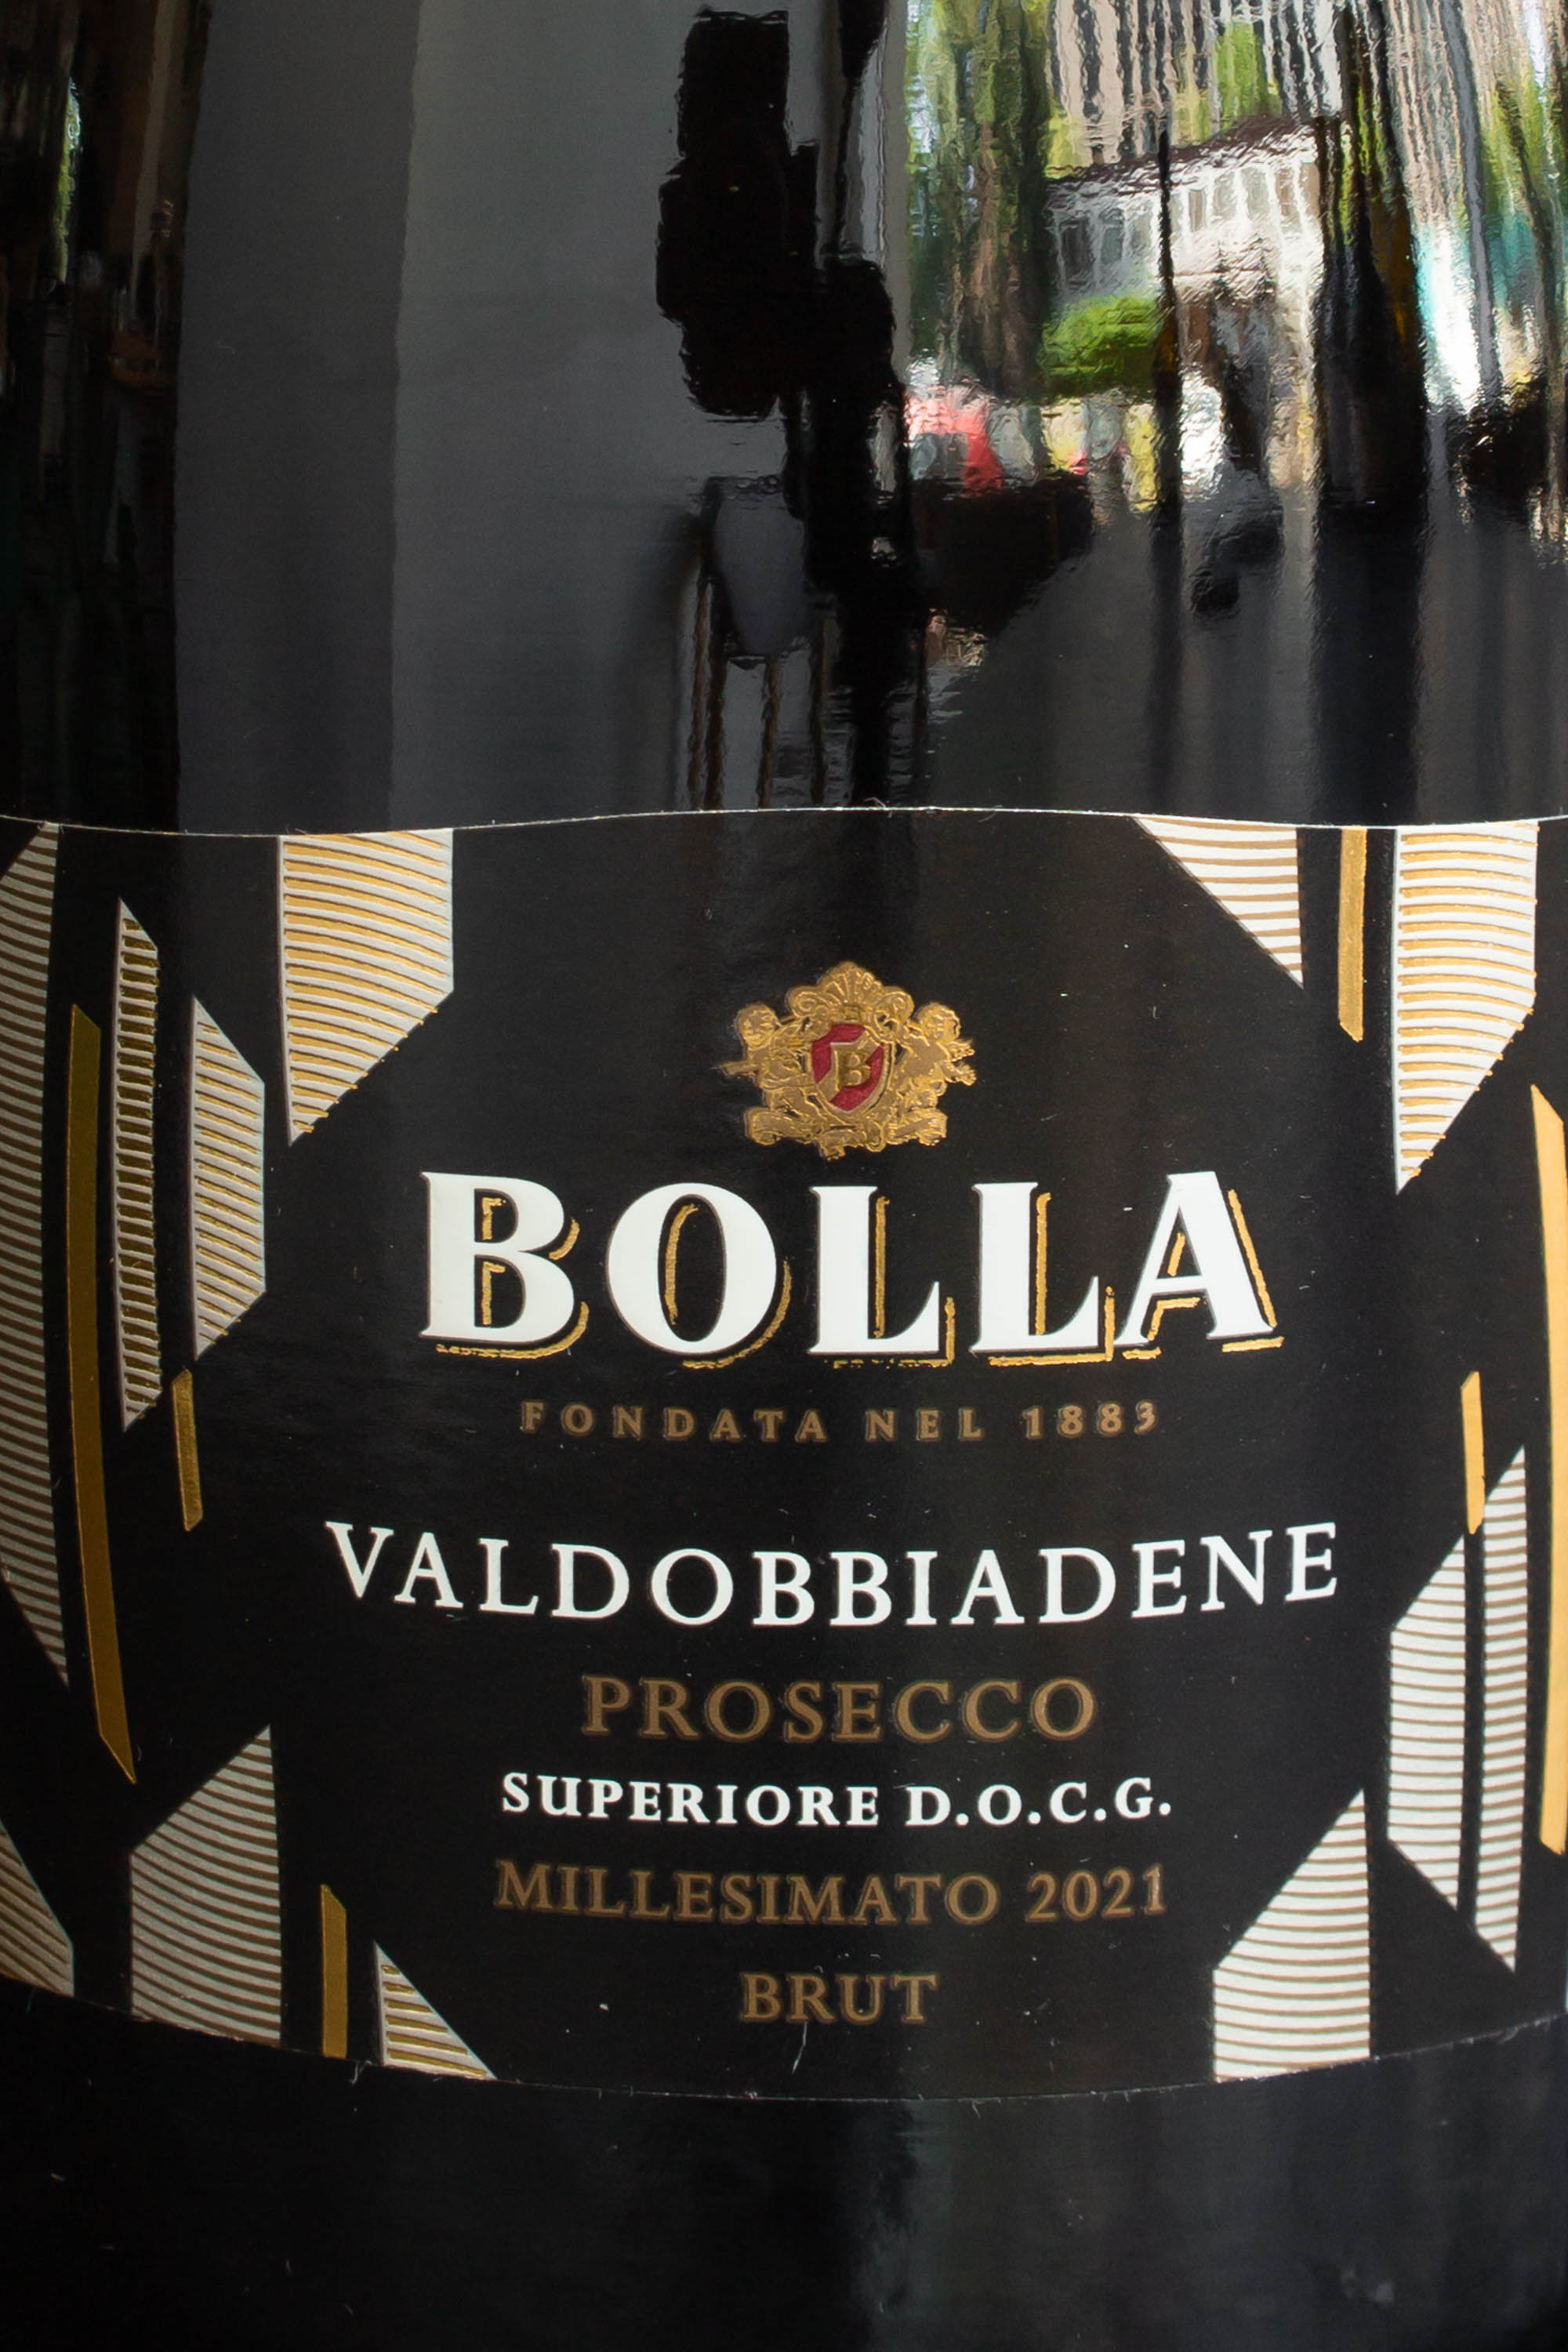 B
BOLLA
FONDATA NEL 1883
VALDOBBIADENE
PROSECCO
SUPERIORE D.O.C.G.
MILLESIMATO 2021
BRUT